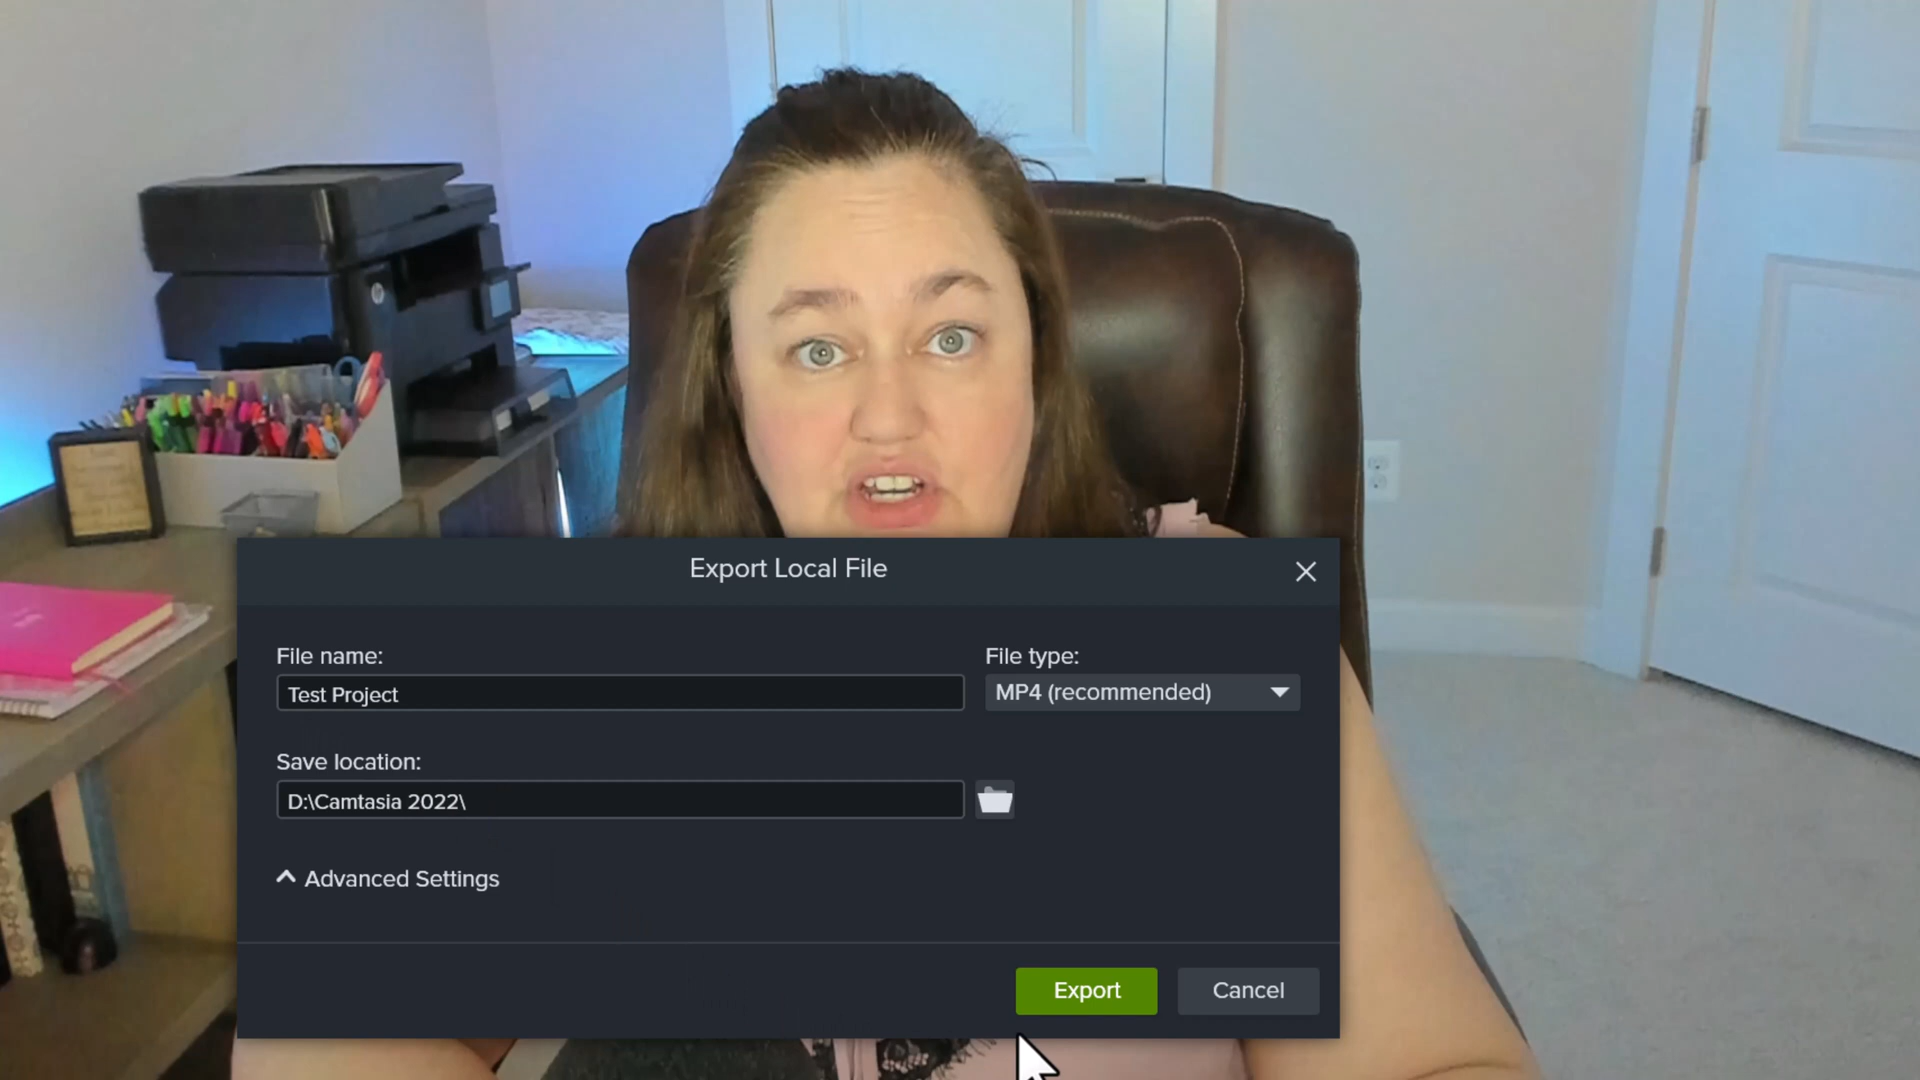 Export Local File
File name:
File type:
Test Project
MP4 (recommended)
Save location:
D:\Camtasia 2022\
Advanced Settings
Export
Cancel